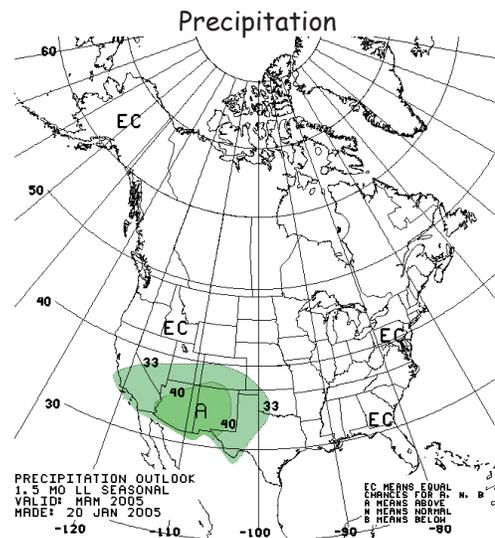 Precipitation
60
70
EC
50
40
EC
EC
33
40
A
40
33
EC
30
PRECIPITATION OUTLOOK
1.5 MO LL SEASONAL
VALID: MAM 2005
MADE: 20 JAN 2005
EC MEANS EQUAL
CHANCES FOR A, N, B
A MEANS ABOVE
N MEANS NORMAL
B MEANS BELOW
-120
-110
-100
-90
-80